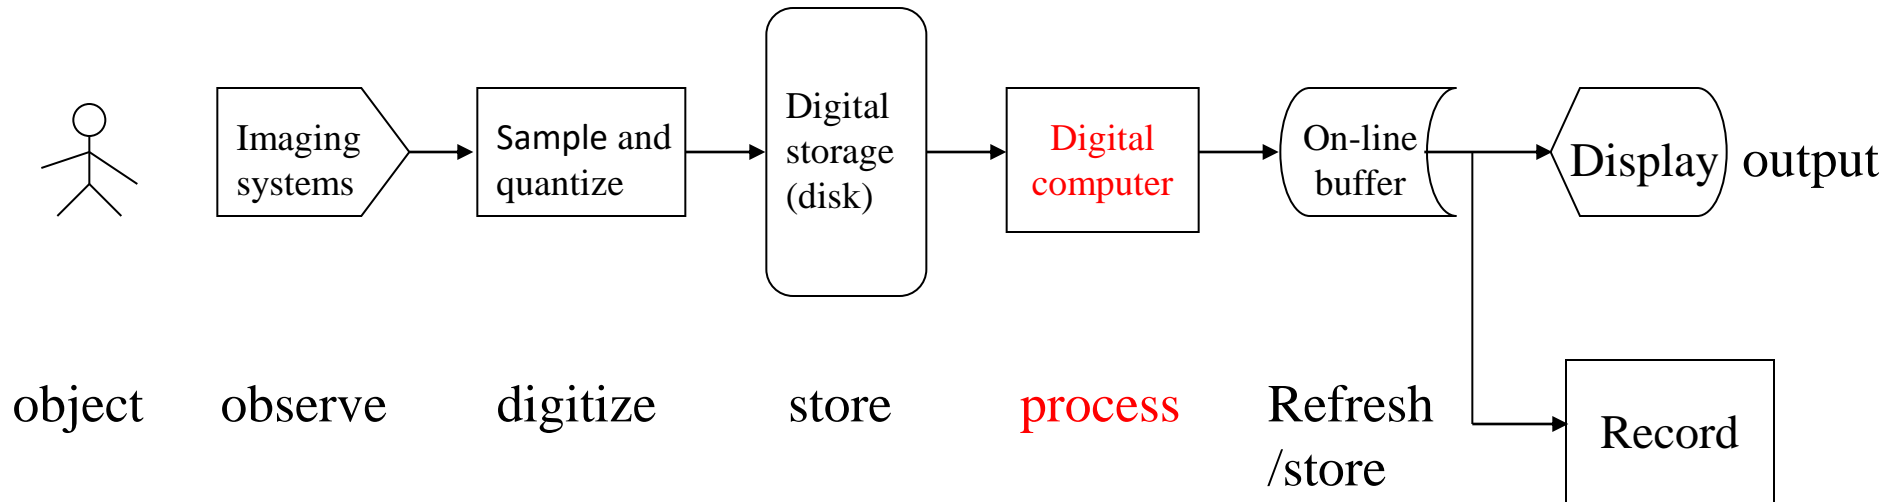 Imaging
systems
Sample and
quantize
Digital
storage
(disk)
Digital
computer
On-line
buffer
Display
output
object
observe
digitize
store
process
Refresh
/store
Record